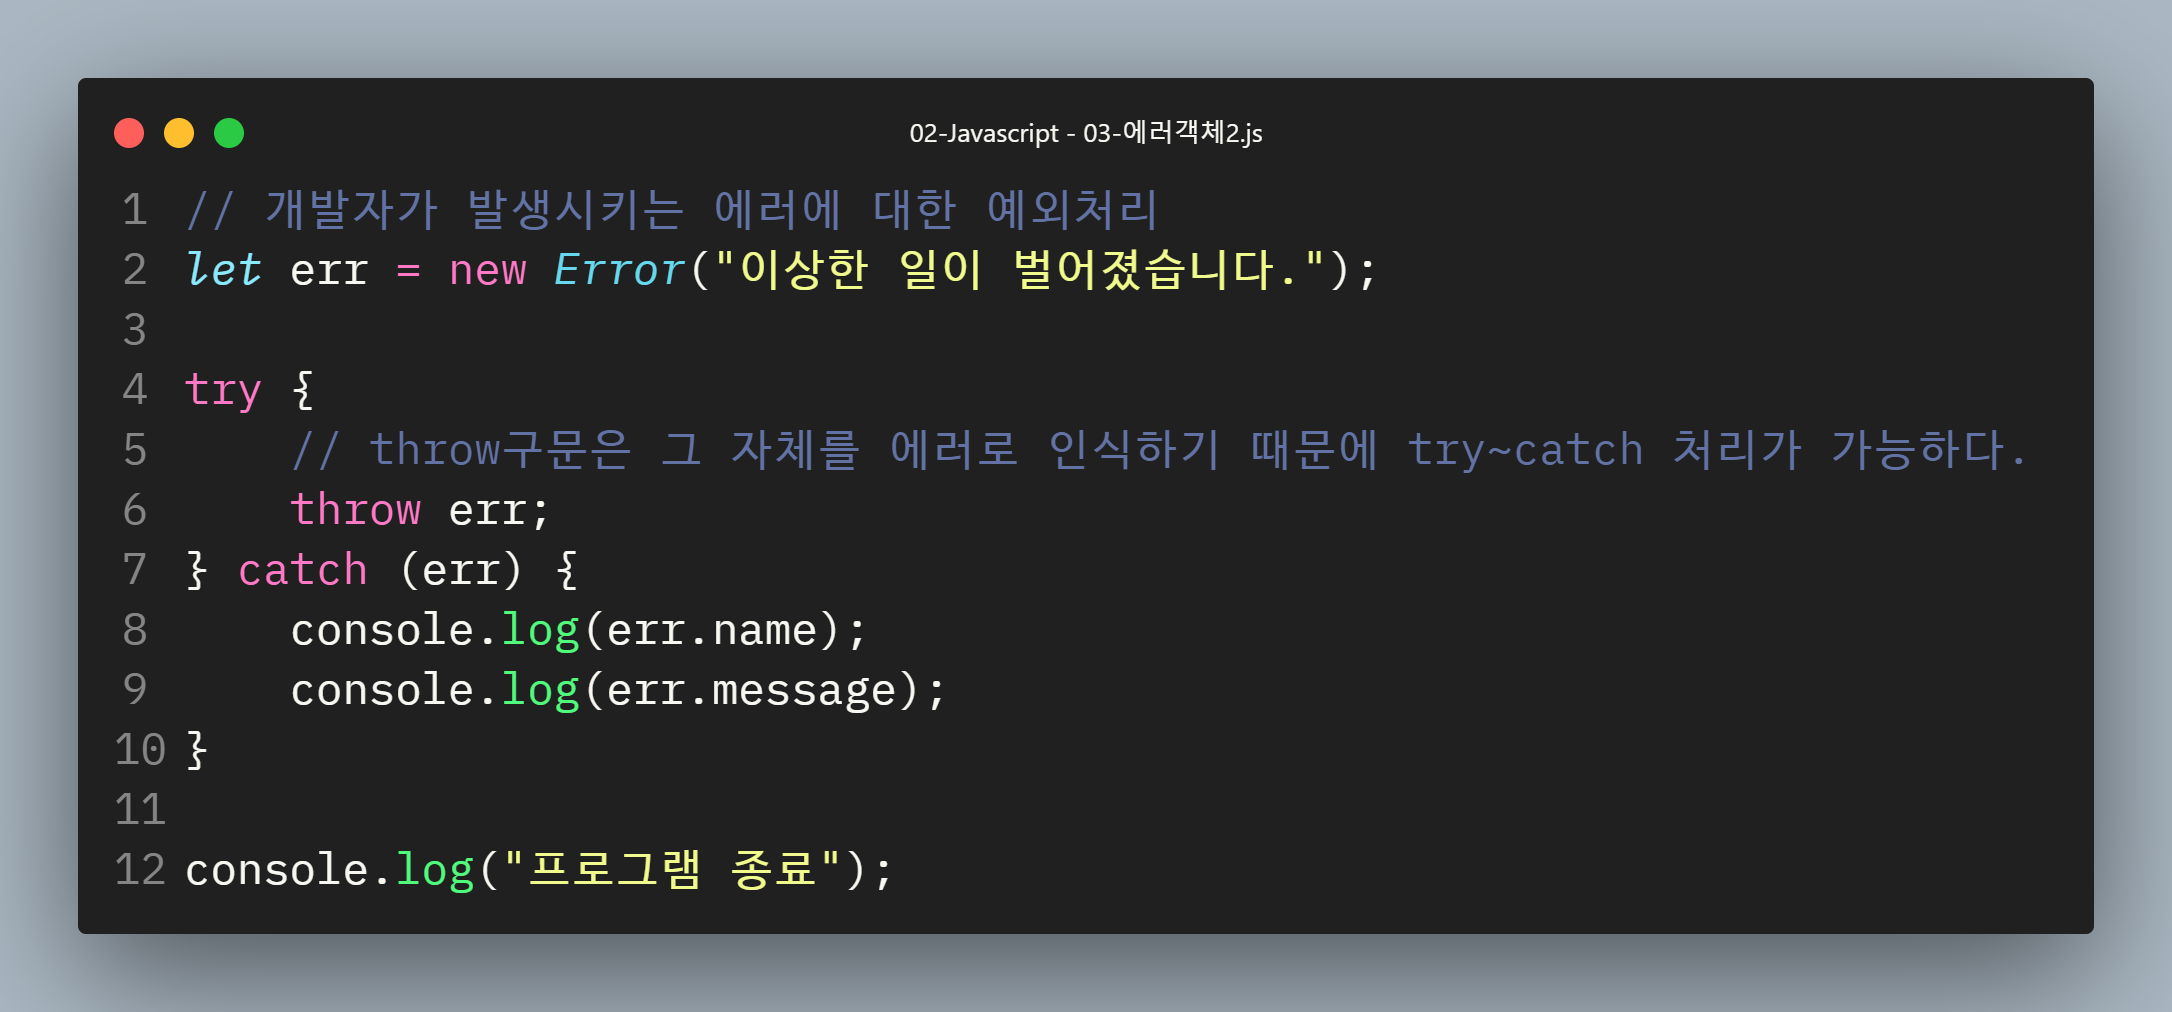 02-Javascript - 03-에러객체2.js
1 // 개발자가 발생시키는 에러에 대한 예외처리
2 let err = new Error("이상한 일이 벌어졌습니다.");
3
4 try {
5     // throw구문은 그 자체를 에러로 인식하기 때문에 try~catch 처리가 가능하다.
6     throw err;
7 } catch (err) {
8     console.log(err.name);
9     console.log(err.message);
10 }
11
12 console.log("프로그램 종료");